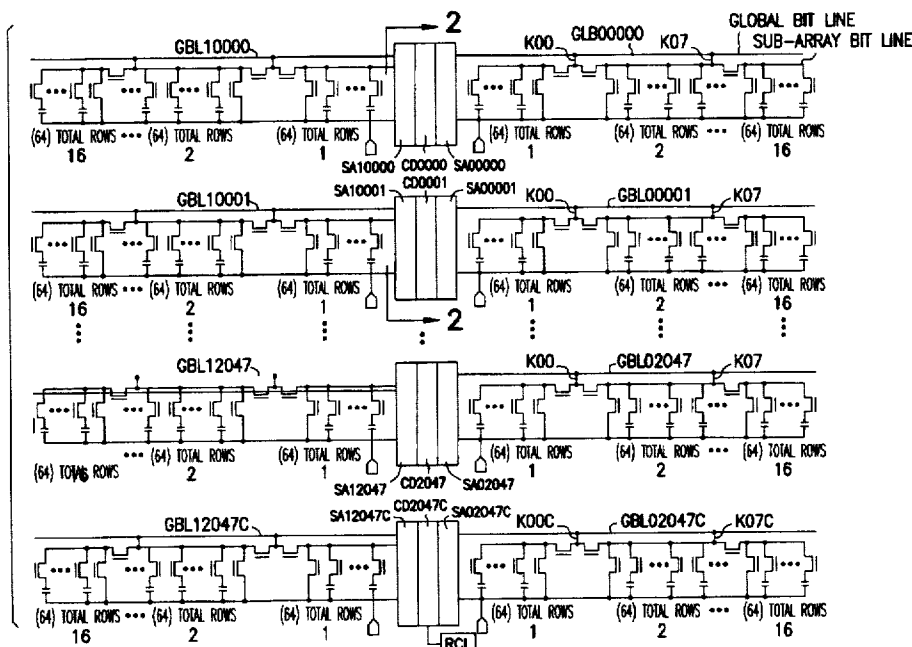 2 GLOBAL BIT LINE
GBL10000 GLB00000 K00 K07 SUB-ARRAY BIT LINE
(64) TOTAL ROWS (64) TOTAL ROWS (64) TOTAL ROWS (64) TOTAL ROWS (64) TOTAL ROWS (64) TOTAL ROWS
16 2 1 1 2 16
SA10000 CD0000 SA00000
SA10001 CD0001 SA00001
GBL10001 K00 GBL00001 K07
(64) TOTAL ROWS (64) TOTAL ROWS (64) TOTAL ROWS (64) TOTAL ROWS (64) TOTAL ROWS (64) TOTAL ROWS
16 2 1 2 1 2 16
GBL12047 K00 GBL02047 K07
(64) TOTAL ROWS (64) TOTAL ROWS (64) TOTAL ROWS (64) TOTAL ROWS (64) TOTAL ROWS (64) TOTAL ROWS
16 2 1 1 2 16
SA12047 CD2047 SA02047
SA12047C CD2047C SA02047C
GBL12047C K00C GBL02047C K07C
(64) TOTAL ROWS (64) TOTAL ROWS (64) TOTAL ROWS (64) TOTAL ROWS (64) TOTAL ROWS (64) TOTAL ROWS
16 2 1 1 2 16